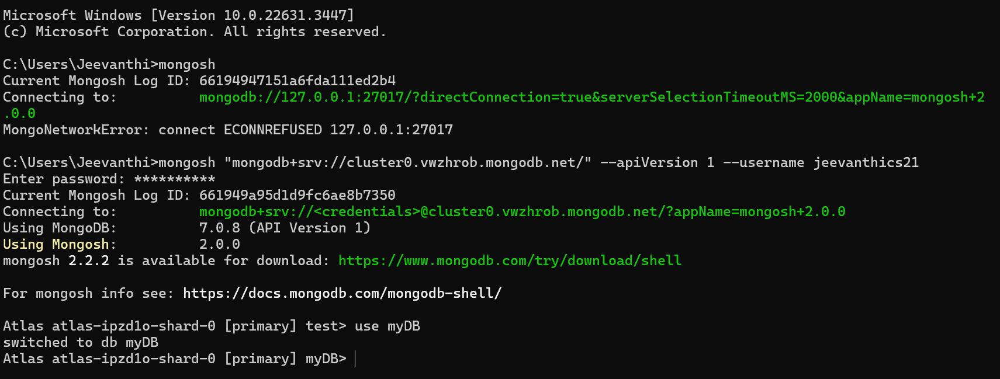 Microsoft Windows [Version 10.0.22631.3447]
(c) Microsoft Corporation. All rights reserved.
C:\Users\Jeevanthi>mongosh
Current Mongosh Log ID: 66194947151a6fda111ed2b4
Connecting to:          mongodb://127.0.0.1:27017/?directConnection=true&serverSelectionTimeoutMS=2000&appName=mongosh+2
.0.0
MongoNetworkError: connect ECONNREFUSED 127.0.0.1:27017
C:\Users\Jeevanthi>mongosh "mongodb+srv://cluster0.vwzhrob.mongodb.net/" --apiVersion 1 --username jeevanthics21
Enter password: **********
Current Mongosh Log ID: 661949a95d1d9fc6ae8b7350
Connecting to:          mongodb+srv://<credentials>@cluster0.vwzhrob.mongodb.net/?appName=mongosh+2.0.0
Using MongoDB:          7.0.8 (API Version 1)
Using Mongosh:          2.0.0
mongosh 2.2.2 is available for download: https://www.mongodb.com/try/download/shell
For mongosh info see: https://docs.mongodb.com/mongodb-shell/
Atlas atlas-ipzd1o-shard-0 [primary] test> use myDB
switched to db myDB
Atlas atlas-ipzd1o-shard-0 [primary] myDB>